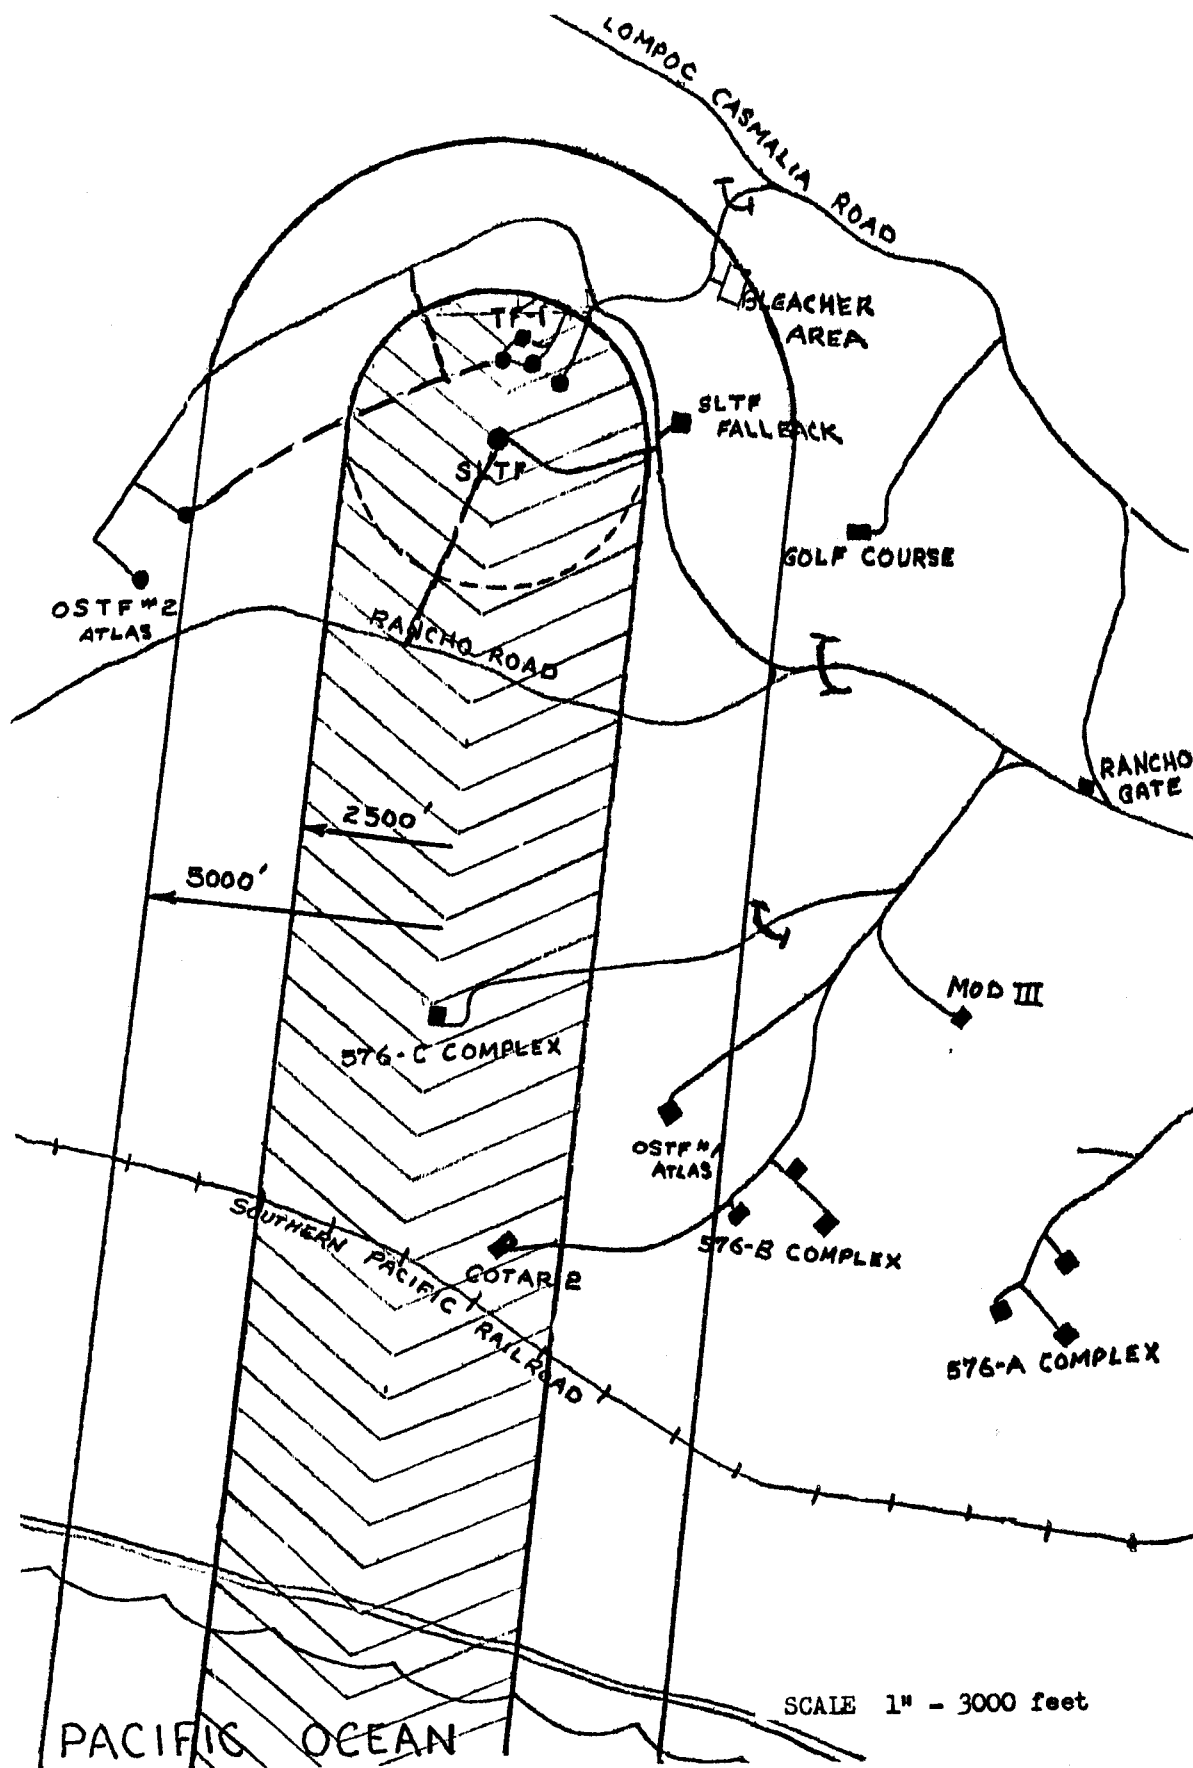 LOMPOC CASMALIA ROAD
BLEACHER
AREA
TF-1
SLTF
FALLBACK
SLTF
GOLF COURSE
OSTF #2
ATLAS
RANCHO ROAD
RANCHO
GATE
2500'
5000'
MOD III
576-C COMPLEX
OSTF #1
ATLAS
SOUTHERN PACIFIC RAILROAD
576-B COMPLEX
COTAR 2
576-A COMPLEX
SCALE 1" - 3000 feet
PACIFIC OCEAN